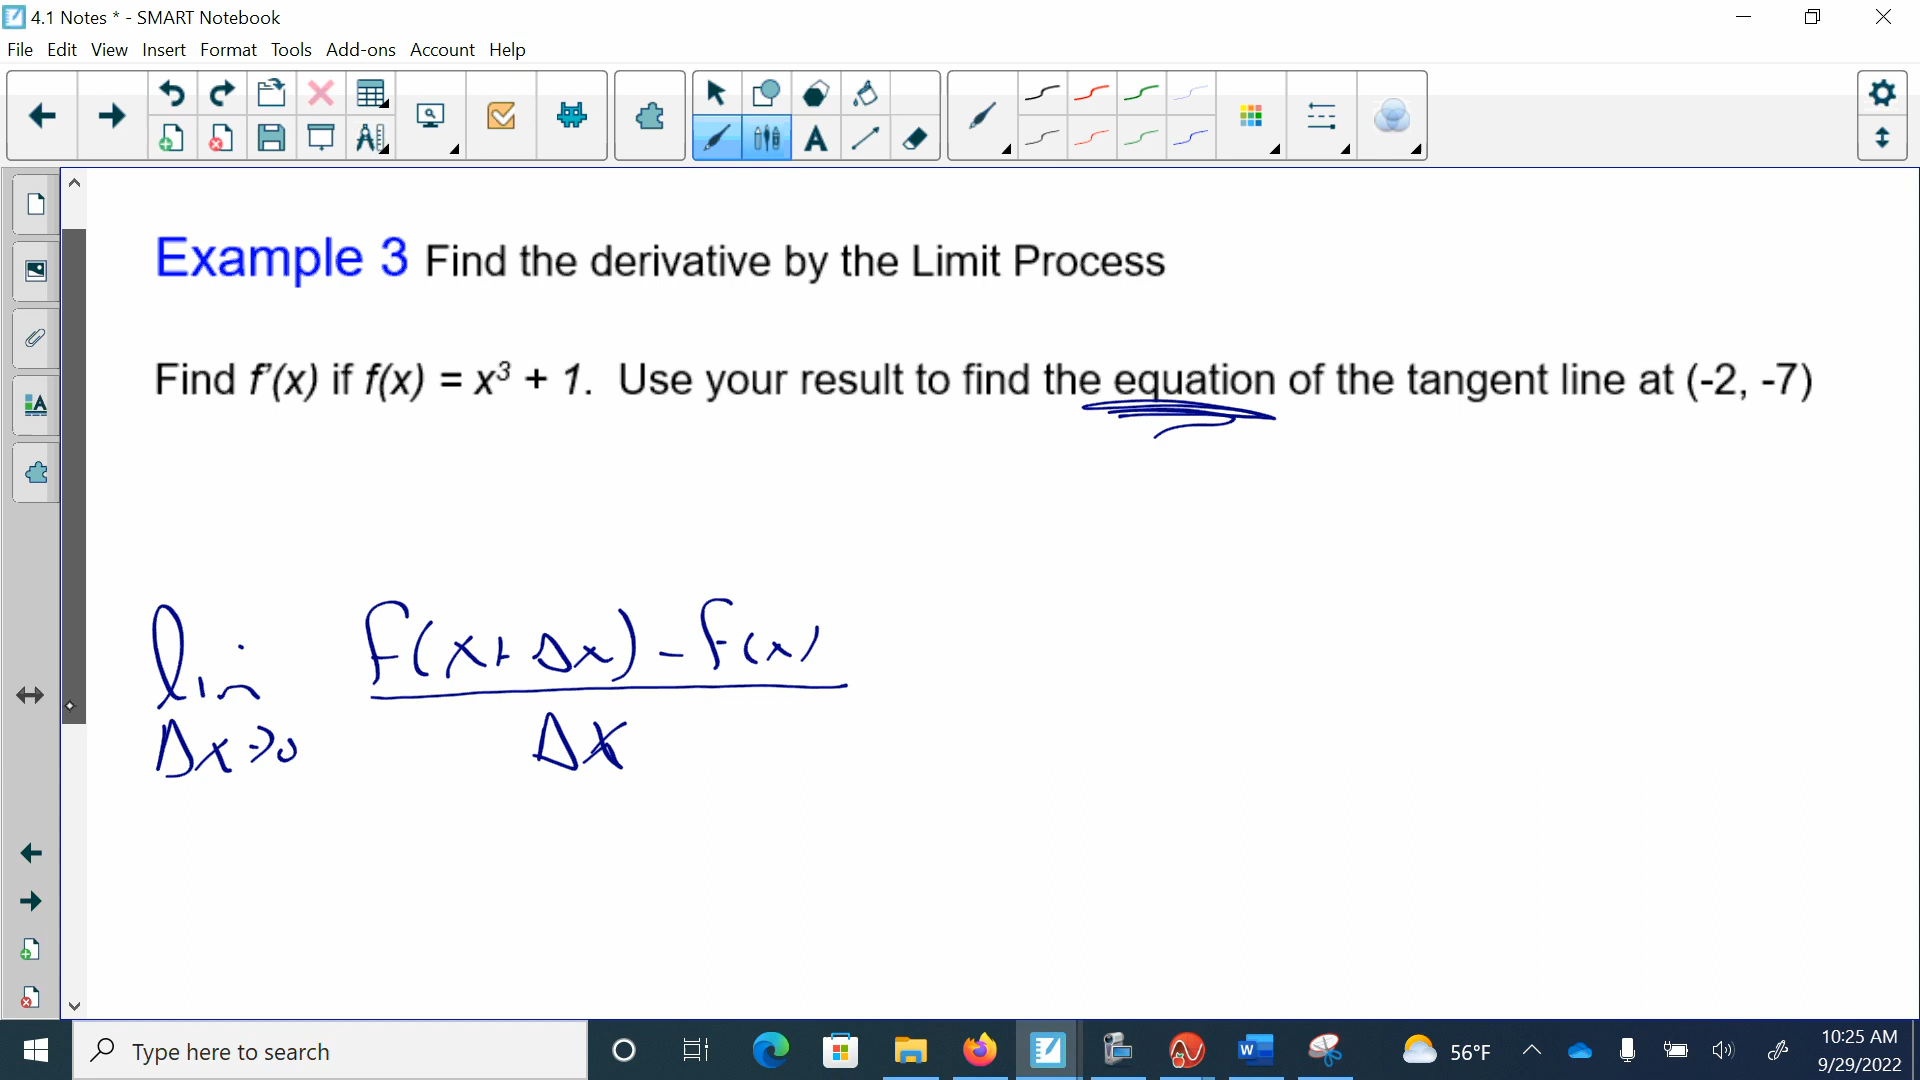 4.1 Notes * - SMART Notebook
File Edit View Insert Format Tools Add-ons Account Help
Example 3 Find the derivative by the Limit Process
Find f'(x) if f(x) = x³ + 1. Use your result to find the equation of the tangent line at (-2, -7)
lim f(x+Δx)-f(x)
Δx→0 Δx
Type here to search
56°F
10:25 AM
9/29/2022